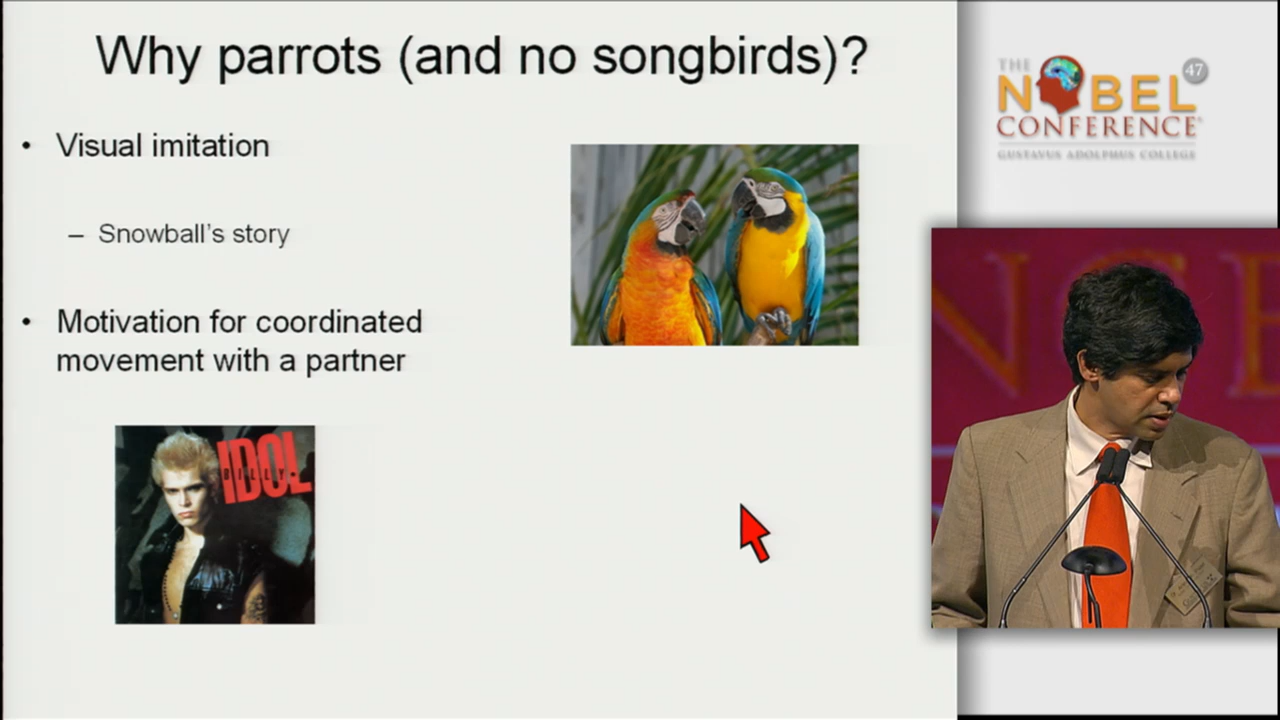 Why parrots (and no songbirds)?
• Visual imitation
– Snowball's story
• Motivation for coordinated
movement with a partner
IDOL
BILLY
THE
NOBEL
47
CONFERENCE
GUSTAVUS ADOLPHUS COLLEGE